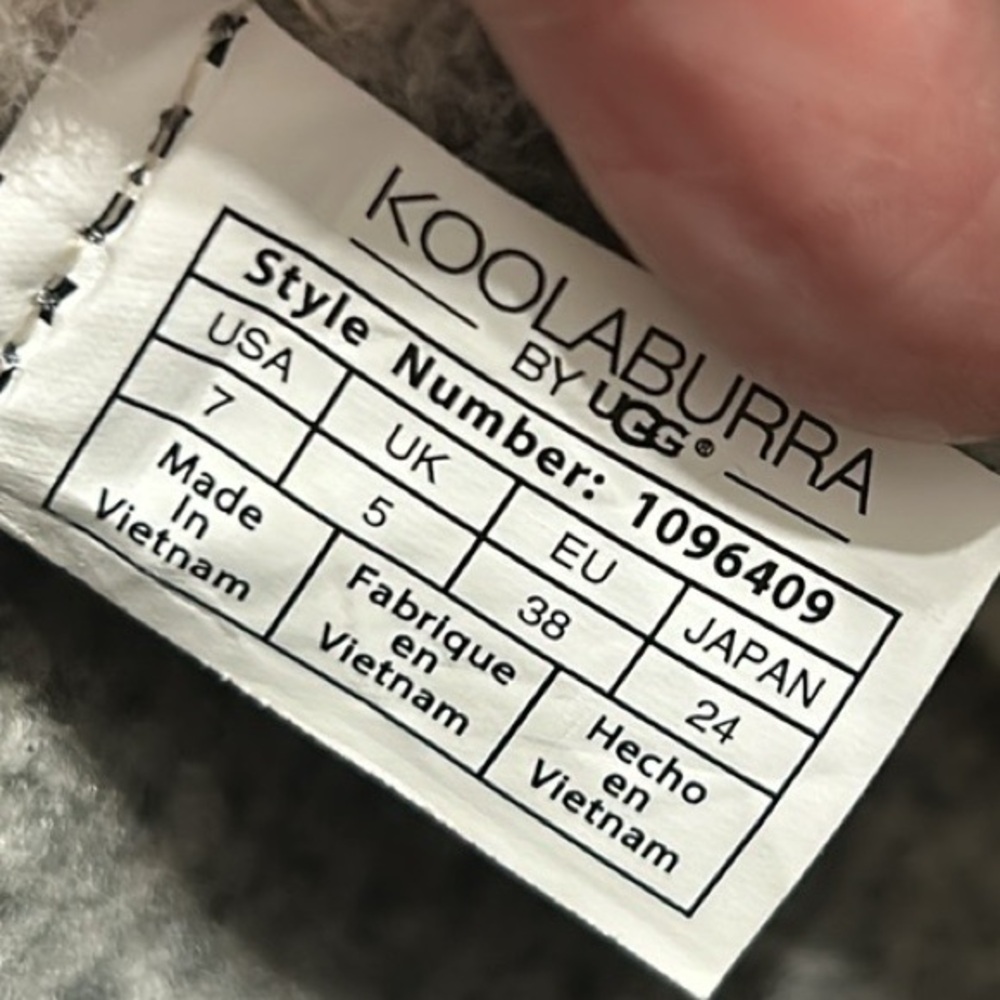 KOOLABURRA
BY UGG®
Style Number: 1096409
USA UK EU JAPAN
7 5 38 24
Made In Vietnam
Fabrique en Vietnam
Hecho en Vietnam